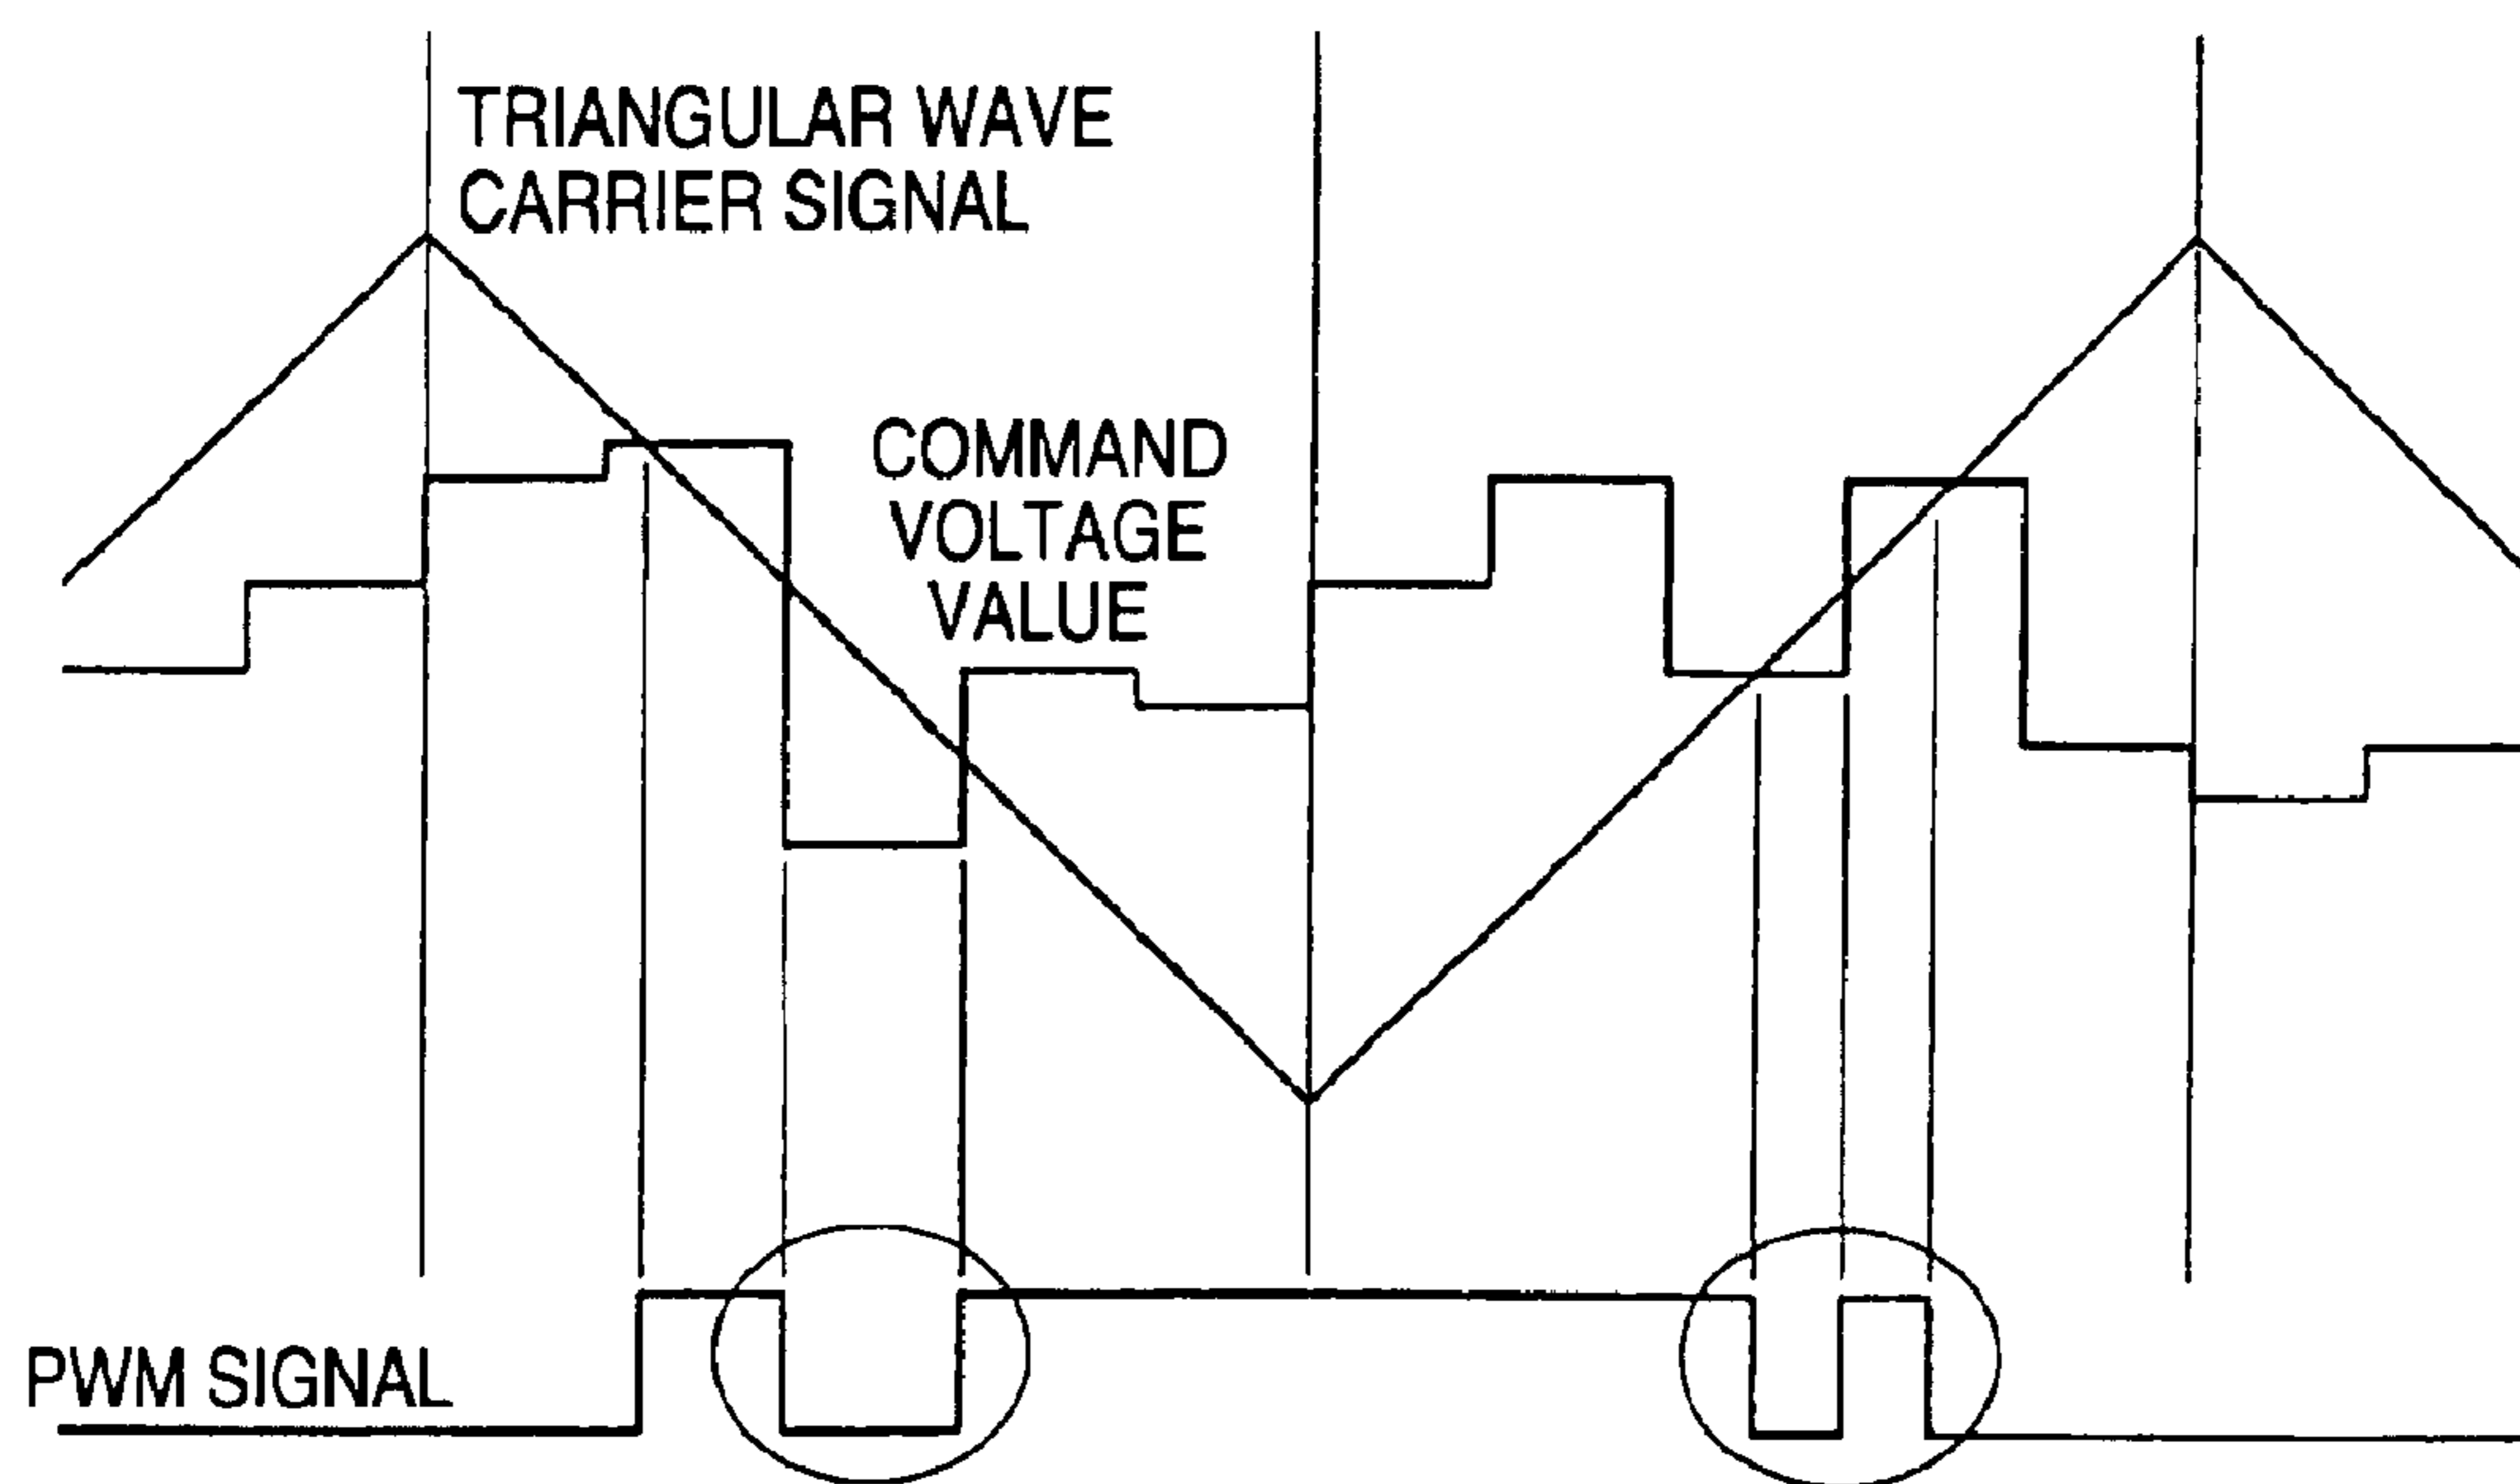 TRIANGULAR WAVE
CARRIER SIGNAL
COMMAND
VOLTAGE
VALUE
PWM SIGNAL